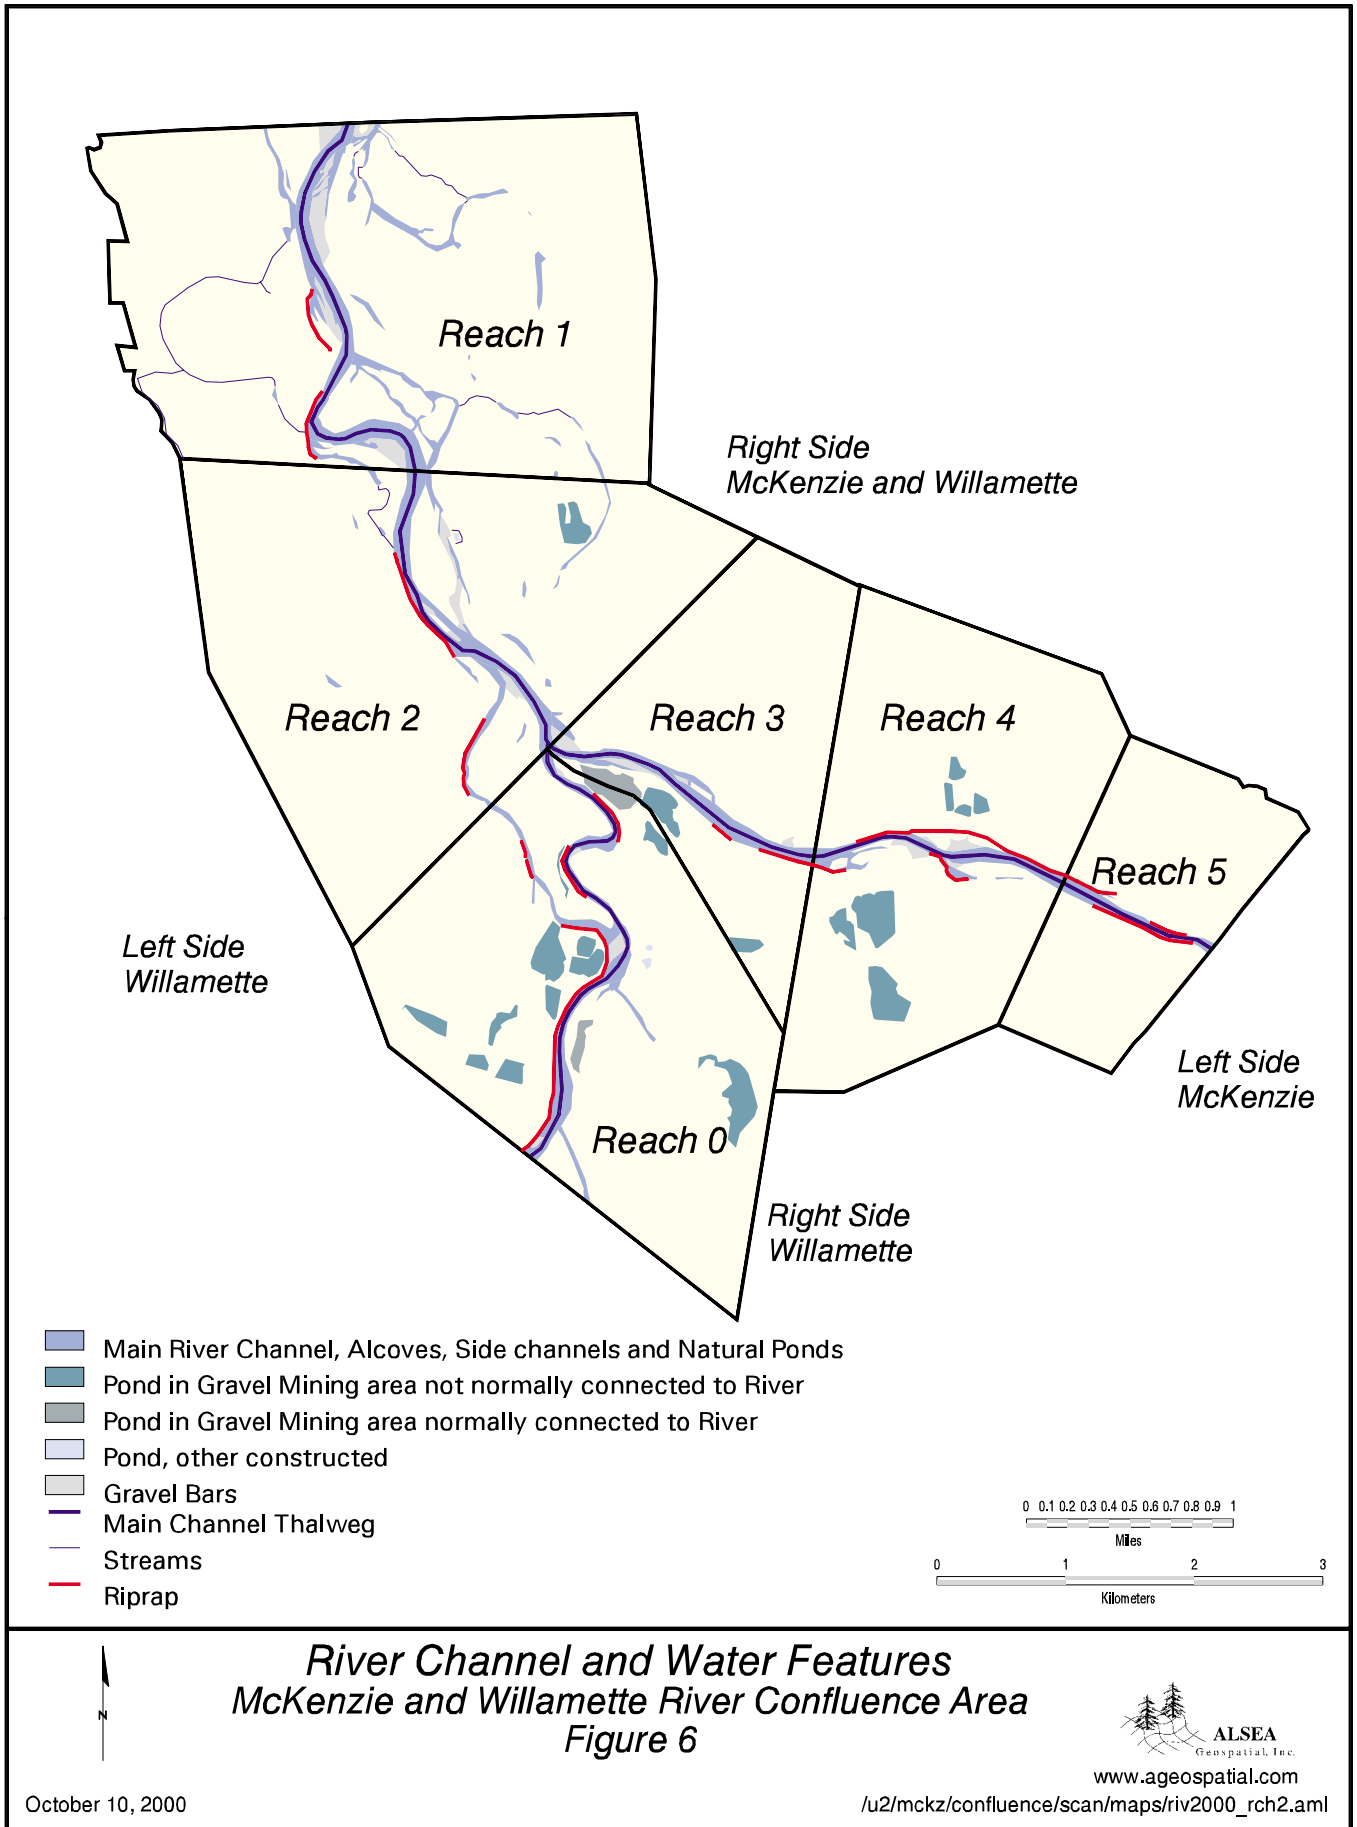 Reach 1
Right Side
McKenzie and Willamette
Reach 2
Reach 3
Reach 4
Reach 5
Left Side
Willamette
Left Side
McKenzie
Reach 0
Right Side
Willamette
Main River Channel, Alcoves, Side channels and Natural Ponds
Pond in Gravel Mining area not normally connected to River
Pond in Gravel Mining area normally connected to River
Pond, other constructed
Gravel Bars
Main Channel Thalweg
Streams
Riprap
0 0.1 0.2 0.3 0.4 0.5 0.6 0.7 0.8 0.9 1
Miles
0 1 2 3
Kilometers
N
River Channel and Water Features
McKenzie and Willamette River Confluence Area
Figure 6
ALSEA
Geospatial, Inc.
www.ageospatial.com
October 10, 2000
/u2/mckz/confluence/scan/maps/riv2000_rch2.aml